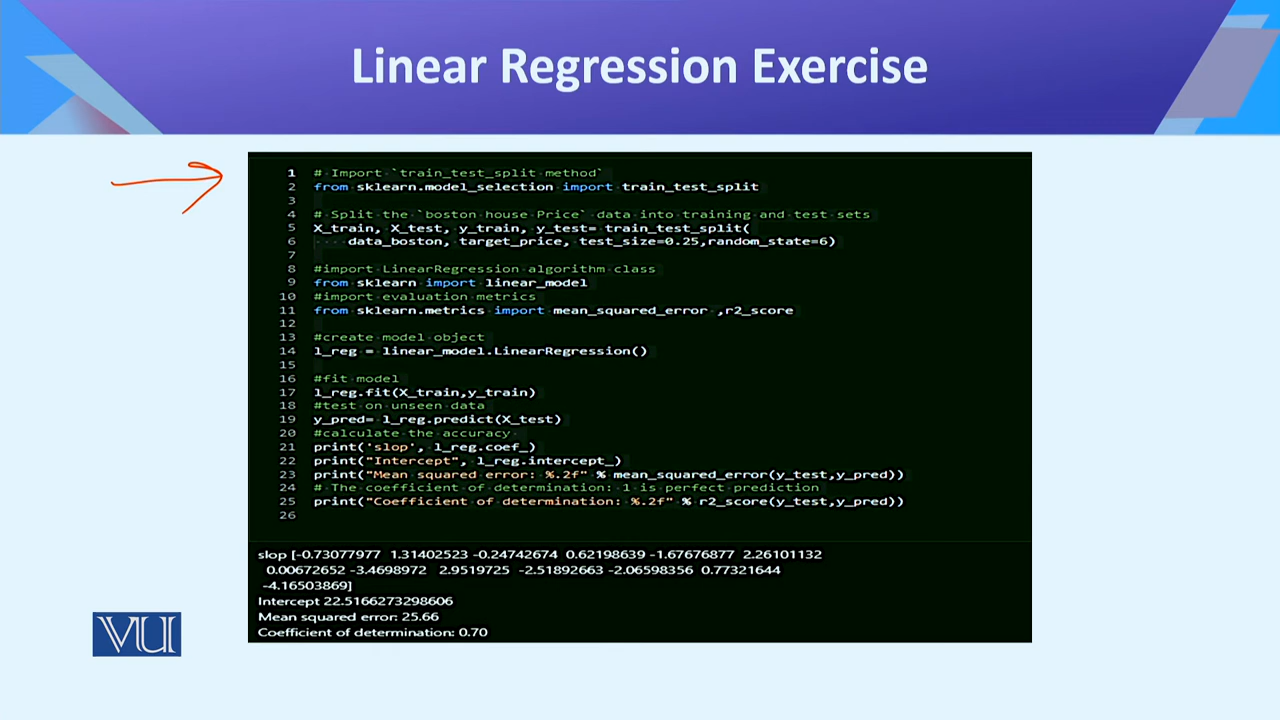 Linear Regression Exercise
1 # Import `train_test_split method`
2 from sklearn.model_selection import train_test_split
3
4 # Split the `boston house Price` data into training and test sets
5 X_train, X_test, y_train, y_test= train_test_split(
6     data_boston, target_price, test_size=0.25,random_state=6)
7
8 #import LinearRegression algorithm class
9 from sklearn import linear_model
10 #import evaluation metrics
11 from sklearn.metrics import mean_squared_error ,r2_score
12
13 #create model object
14 l_reg = linear_model.LinearRegression()
15
16 #fit model
17 l_reg.fit(X_train,y_train)
18 #test on unseen data
19 y_pred= l_reg.predict(X_test)
20 #calculate the accuracy
21 print('slop', l_reg.coef_)
22 print("Intercept", l_reg.intercept_)
23 print("Mean squared error: %.2f" % mean_squared_error(y_test,y_pred))
24 # The coefficient of determination: 1 is perfect prediction
25 print("Coefficient of determination: %.2f" % r2_score(y_test,y_pred))
26
slop [-0.73077977 1.31402523 -0.24742674 0.62198639 -1.67676877 2.26101132
0.00672652 -3.4698972 2.9519725 -2.51892663 -2.06598356 0.77321644
-4.16503869]
Intercept 22.5166273298606
Mean squared error: 25.66
Coefficient of determination: 0.70
VU